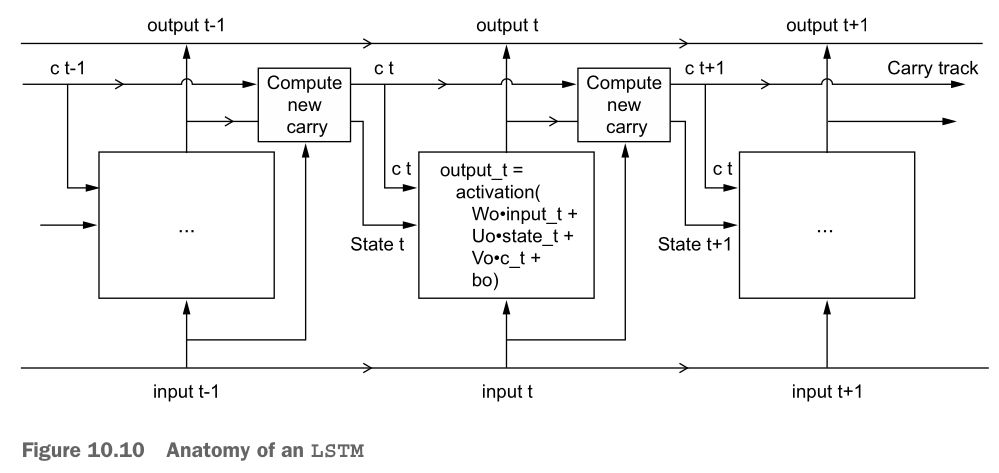 output t-1
output t
output t+1
c t-1
c t
c t+1
Carry track
Compute
new
carry
Compute
new
carry
...
c t
State t
output_t =
activation(
Wo•input_t +
Uo•state_t +
Vo•c_t +
bo)
c t
State t+1
...
input t-1
input t
input t+1
Figure 10.10 Anatomy of an LSTM